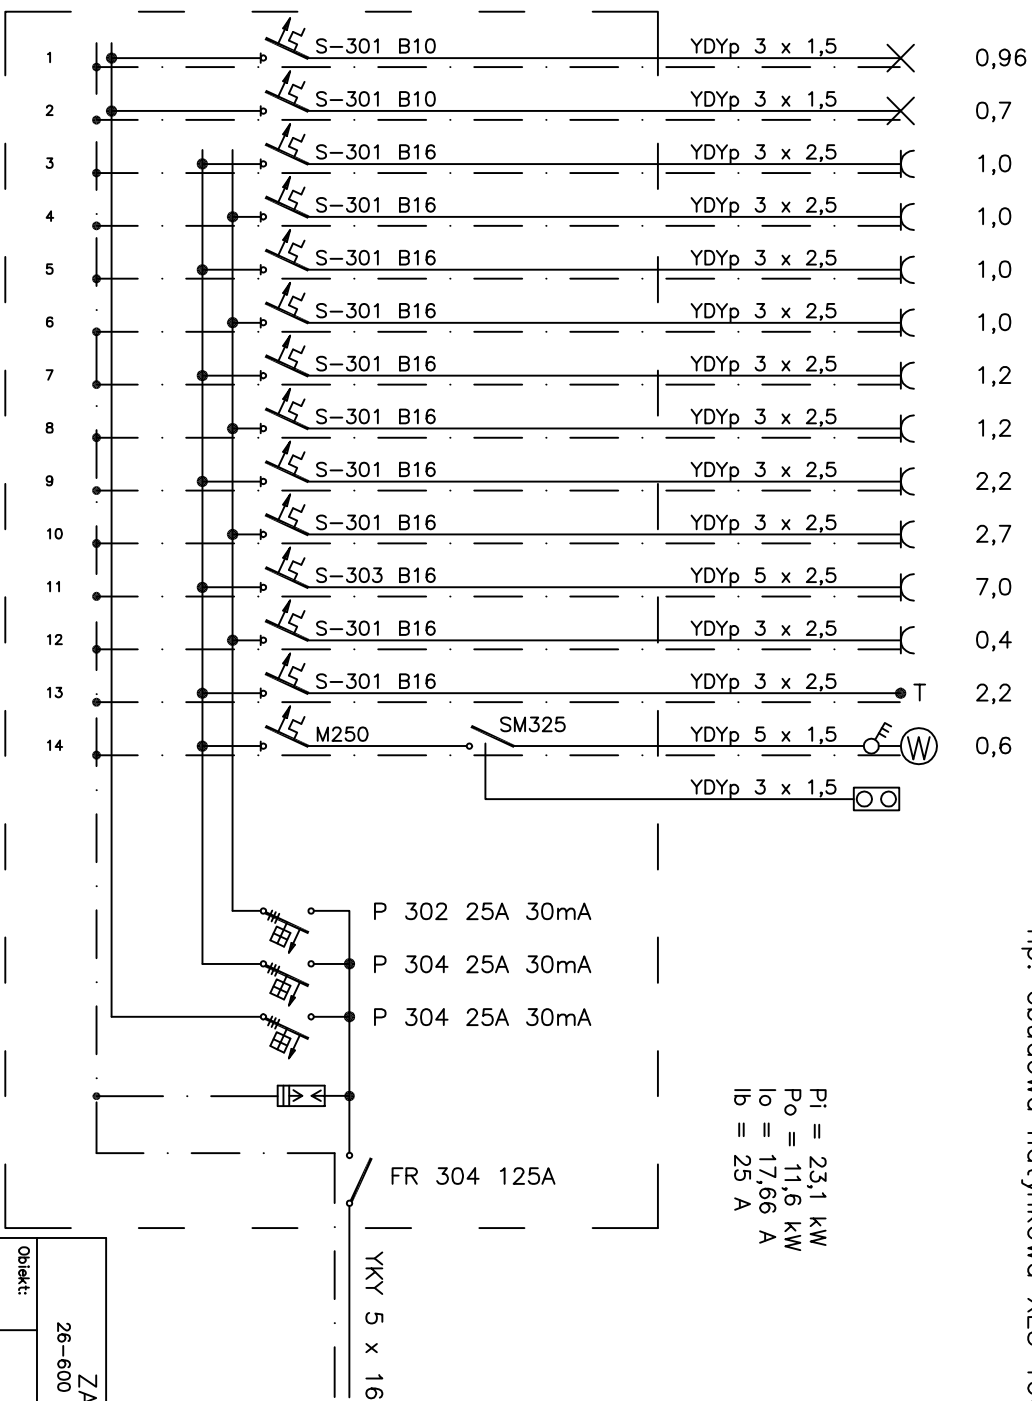 1 S-301 B10 YDYp 3 x 1,5 0,96
2 S-301 B10 YDYp 3 x 1,5 0,7
3 S-301 B16 YDYp 3 x 2,5 1,0
4 S-301 B16 YDYp 3 x 2,5 1,0
5 S-301 B16 YDYp 3 x 2,5 1,0
6 S-301 B16 YDYp 3 x 2,5 1,0
7 S-301 B16 YDYp 3 x 2,5 1,2
8 S-301 B16 YDYp 3 x 2,5 1,2
9 S-301 B16 YDYp 3 x 2,5 2,2
10 S-301 B16 YDYp 3 x 2,5 2,7
11 S-303 B16 YDYp 5 x 2,5 7,0
12 S-301 B16 YDYp 3 x 2,5 0,4
13 S-301 B16 YDYp 3 x 2,5 T 2,2
14 M250 SM325 YDYp 5 x 1,5 W 0,6
YDYp 3 x 1,5
P 302 25A 30mA
P 304 25A 30mA
P 304 25A 30mA
FR 304 125A
Pi = 23,1 kW
Po = 11,6 kW
Io = 17,66 A
Ib = 25 A
YKY 5 x 16
ZA
26-600
Obiekt: